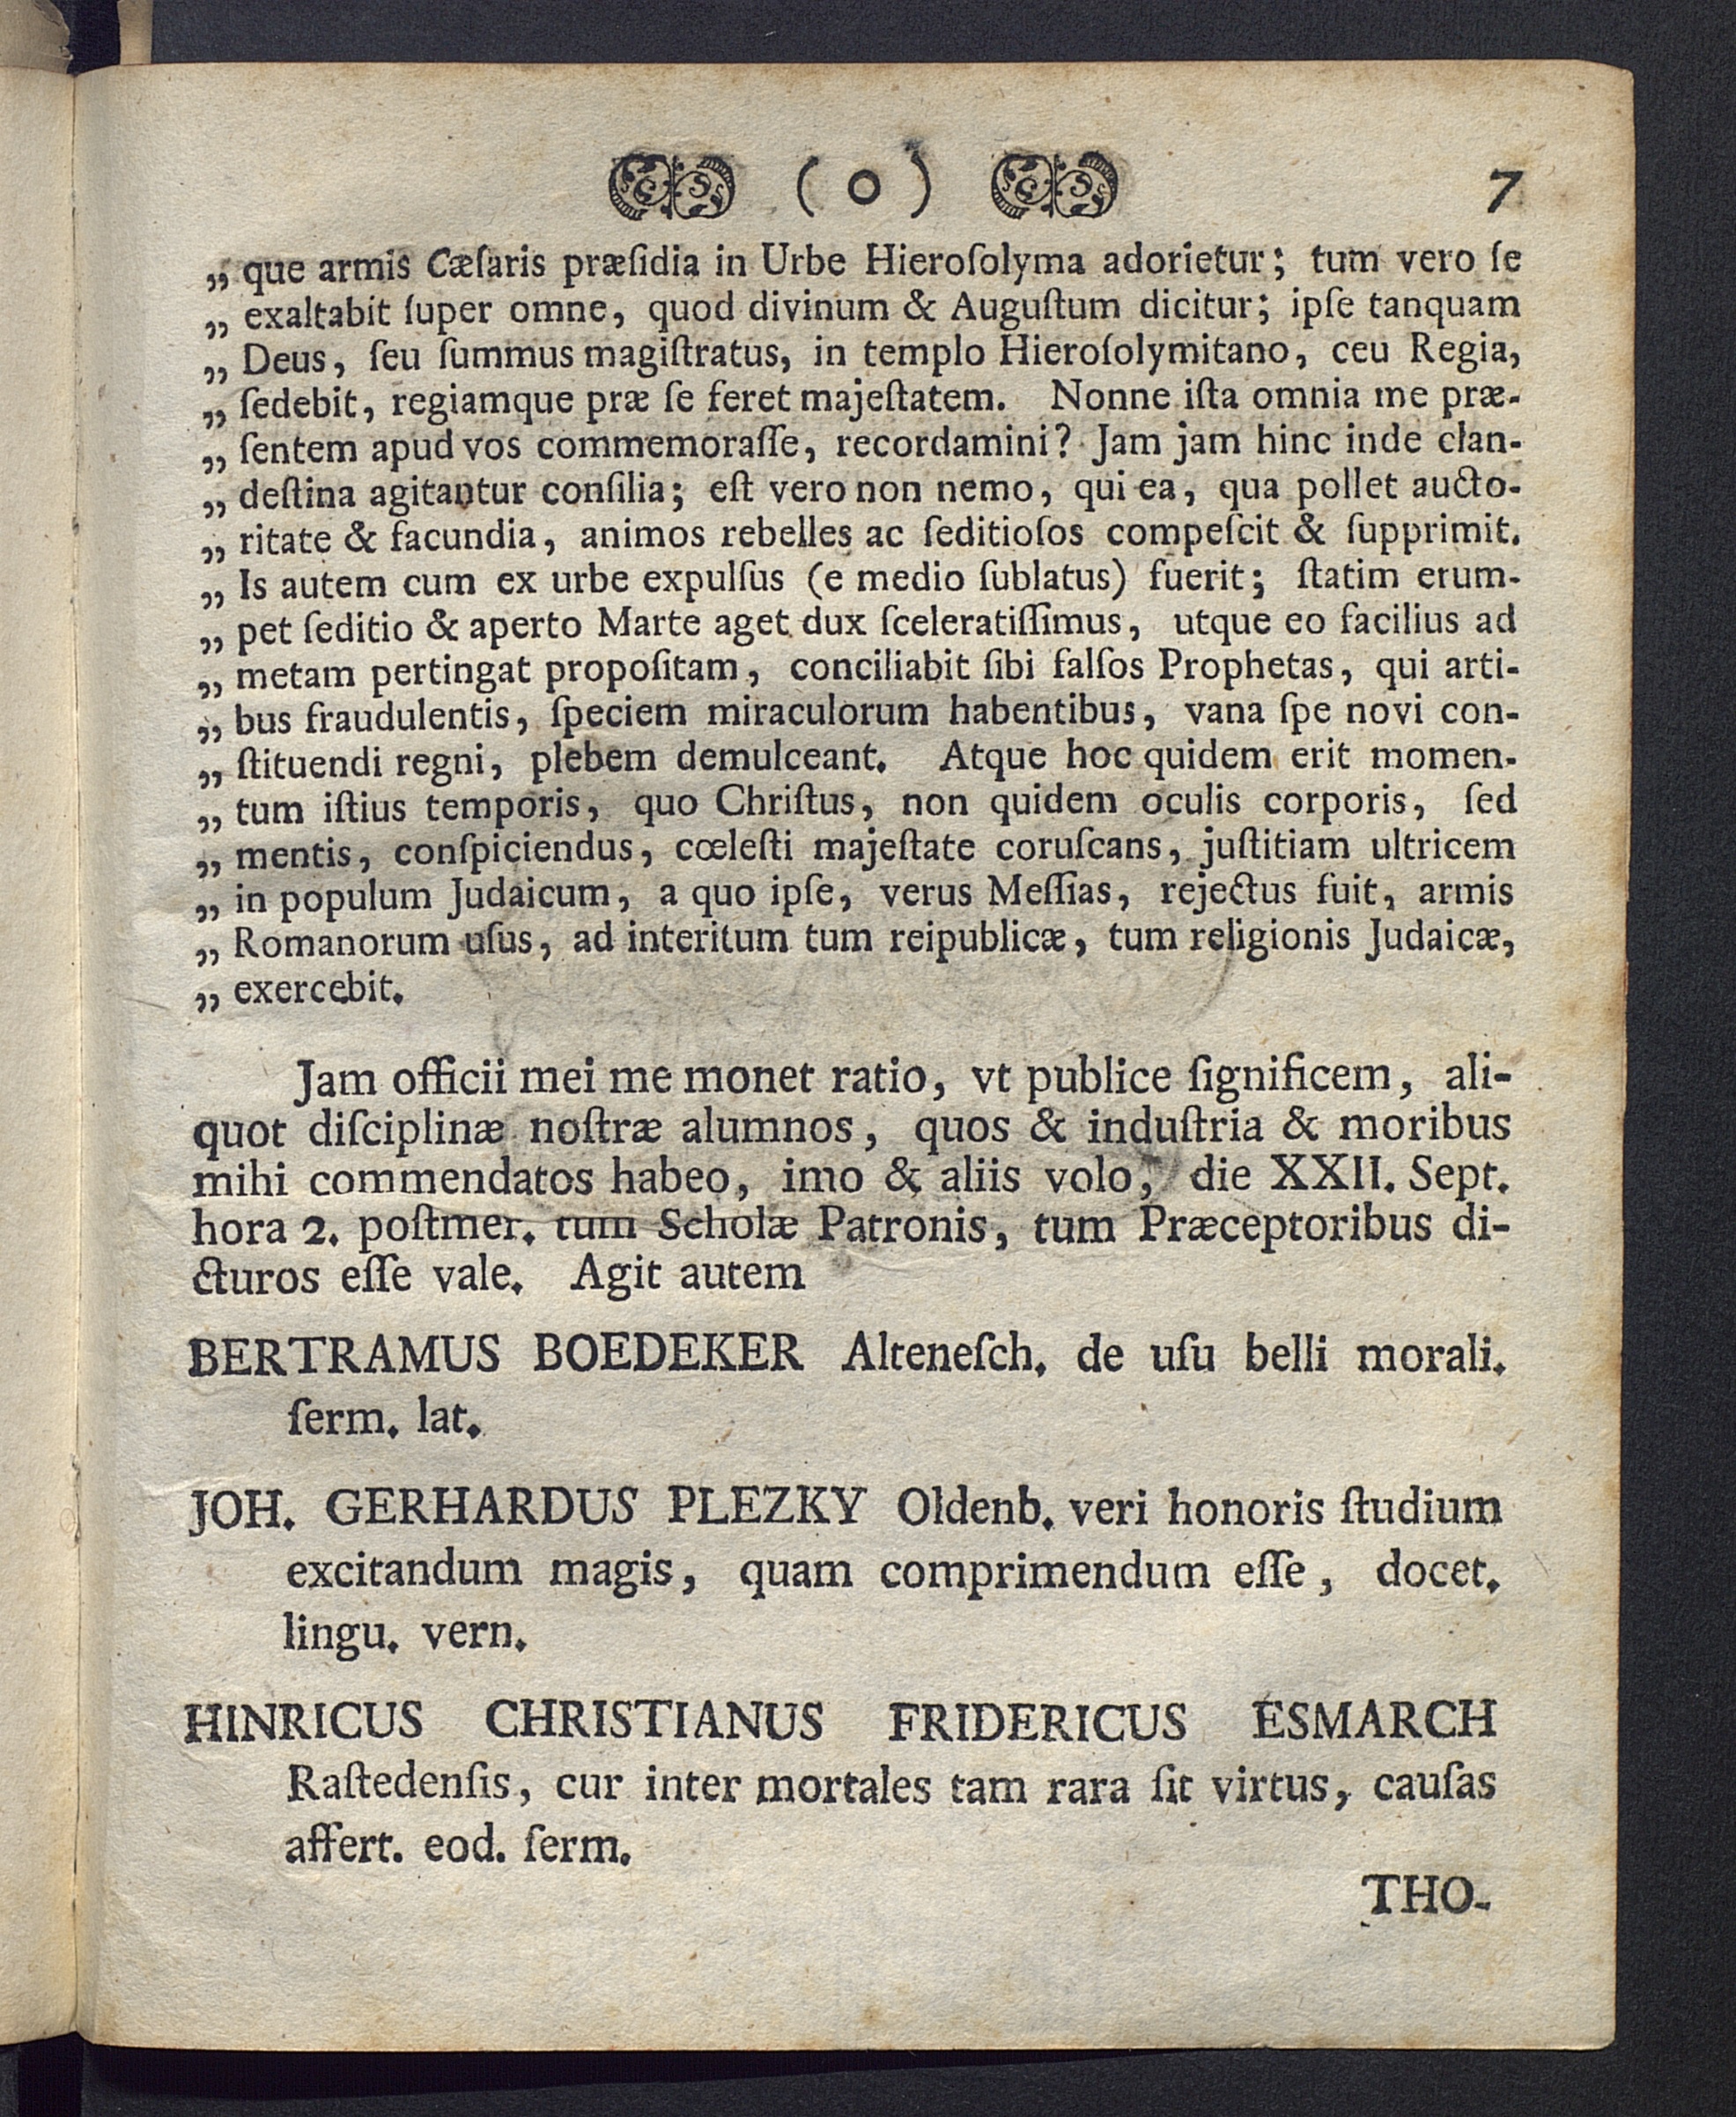 ( o ) 7
„ que armis Cæſaris præſidia in Urbe Hieroſolyma adorietur; tum vero ſe
„ exaltabit ſuper omne, quod divinum & Auguſtum dicitur; ipſe tanquam
„ Deus, ſeu ſummus magiſtratus, in templo Hieroſolymitano, ceu Regia,
„ ſedebit, regiamque præ ſe feret majeſtatem. Nonne iſta omnia me præ-
„ ſentem apud vos commemoraſſe, recordamini? Jam jam hinc inde clan-
„ deſtina agitantur conſilia; eſt vero non nemo, qui ea, qua pollet aucto-
„ ritate & facundia, animos rebelles ac ſeditioſos compeſcit & ſupprimit.
„ Is autem cum ex urbe expulſus (e medio ſublatus) fuerit; ſtatim erum-
„ pet ſeditio & aperto Marte aget dux ſceleratiſſimus, utque eo facilius ad
„ metam pertingat propoſitam, conciliabit ſibi falſos Prophetas, qui arti-
„ bus fraudulentis, ſpeciem miraculorum habentibus, vana ſpe novi con-
„ ſtituendi regni, plebem demulceant. Atque hoc quidem erit momen-
„ tum iſtius temporis, quo Chriſtus, non quidem oculis corporis, ſed
„ mentis, conſpiciendus, cœleſti majeſtate coruſcans, juſtitiam ultricem
„ in populum Judaicum, a quo ipſe, verus Meſſias, rejectus fuit, armis
„ Romanorum uſus, ad interitum tum reipublicæ, tum religionis Judaicæ,
„ exercebit.
Jam officii mei me monet ratio, vt publice ſignificem, ali-
quot diſciplinæ noſtræ alumnos, quos & induſtria & moribus
mihi commendatos habeo, imo & aliis volo, die XXII. Sept.
hora 2. poſtmer. tum Scholæ Patronis, tum Præceptoribus di-
cturos eſſe vale. Agit autem
BERTRAMUS BOEDEKER Alteneſch. de uſu belli morali.
ſerm. lat.
JOH. GERHARDUS PLEZKY Oldenb. veri honoris ſtudium
excitandum magis, quam comprimendum eſſe, docet.
lingu. vern.
HINRICUS CHRISTIANUS FRIDERICUS ESMARCH
Raſtedenſis, cur inter mortales tam rara ſit virtus, cauſas
affert. eod. ſerm.
THO-